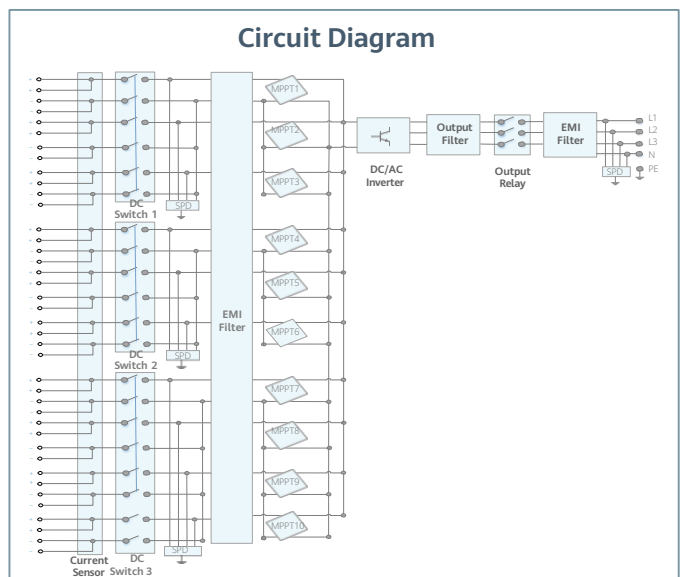 Circuit Diagram
MPPT1
MPPT2
MPPT3
MPPT4
MPPT5
MPPT6
MPPT7
MPPT8
MPPT9
MPPT10
DC
Switch 1
SPD
DC
Switch 2
SPD
DC
Switch 3
SPD
Current
Sensor
EMI
Filter
DC/AC
Inverter
Output
Filter
Output
Relay
EMI
Filter
SPD
L1
L2
L3
N
PE